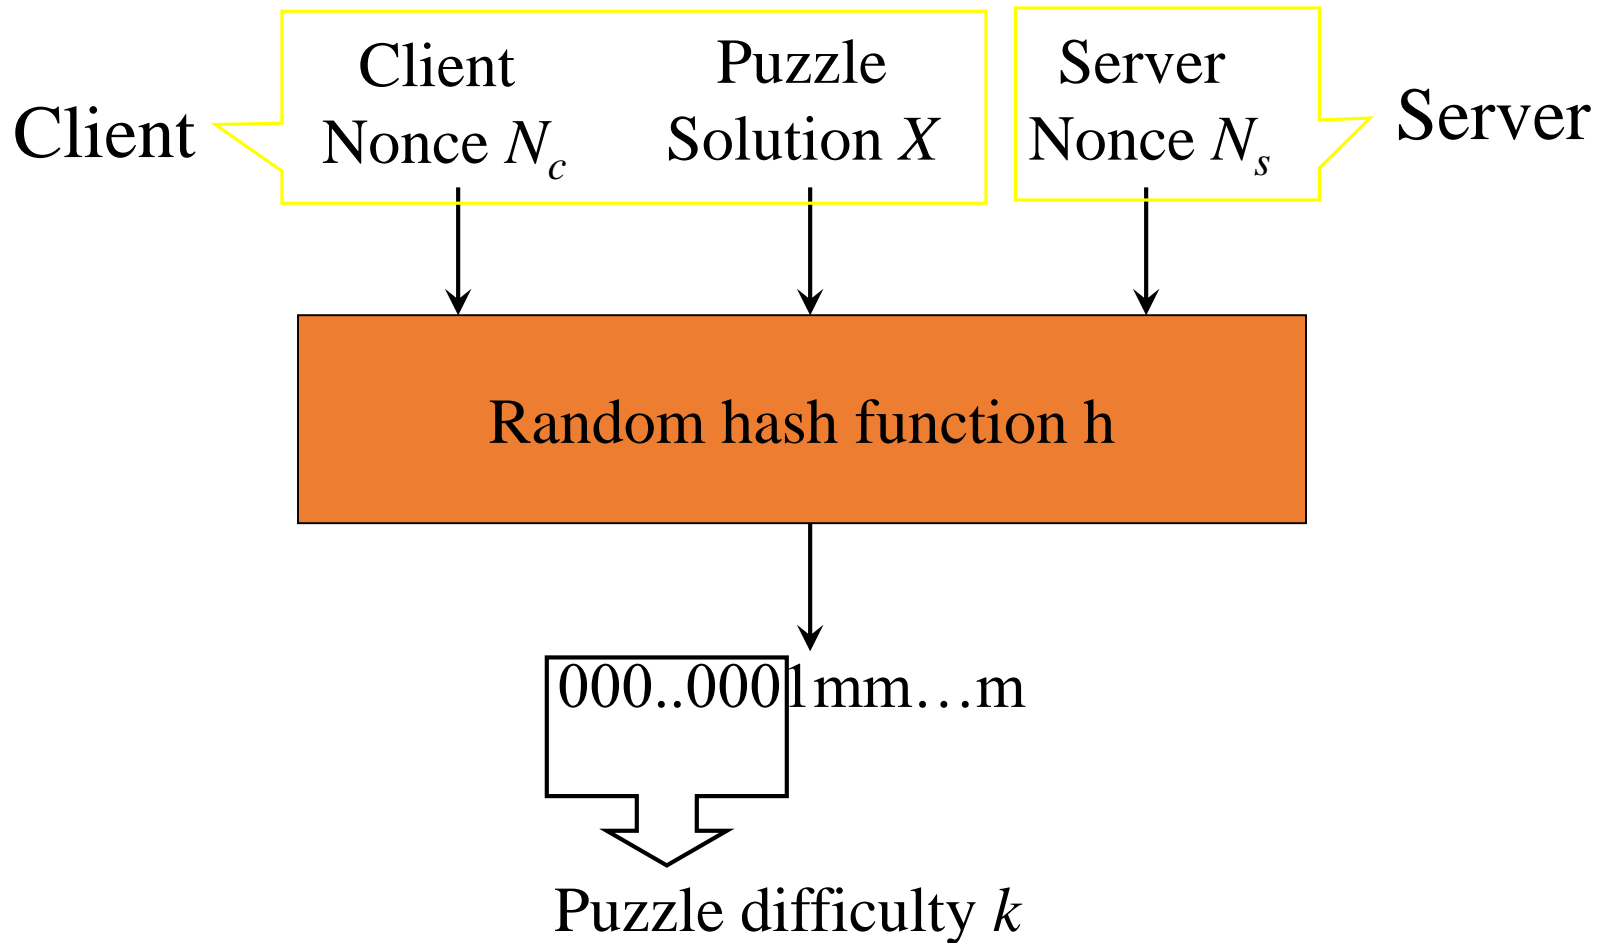 Client
Client
Nonce N_c
Puzzle
Solution X
Server
Nonce N_s
Server
Random hash function h
000..0001mm…m
Puzzle difficulty k